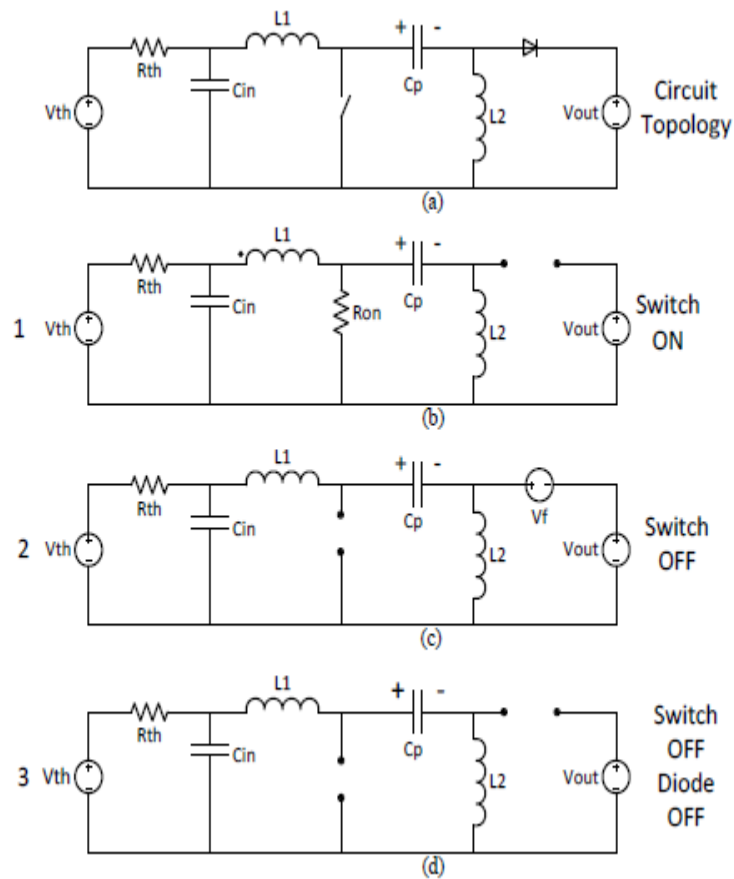 L1
+ -
Rth
Cin
Cp
L2
Vth
+
-
Vout
+
-
Circuit
Topology
(a)
L1
+ -
Rth
Cin
Ron
Cp
L2
1 Vth
+
-
Vout
+
-
Switch
ON
(b)
L1
+ -
Rth
Cin
Cp
+ -
Vf
L2
2 Vth
+
-
Vout
+
-
Switch
OFF
(c)
L1
+ -
Rth
Cin
Cp
L2
3 Vth
+
-
Vout
+
-
Switch
OFF
Diode
OFF
(d)